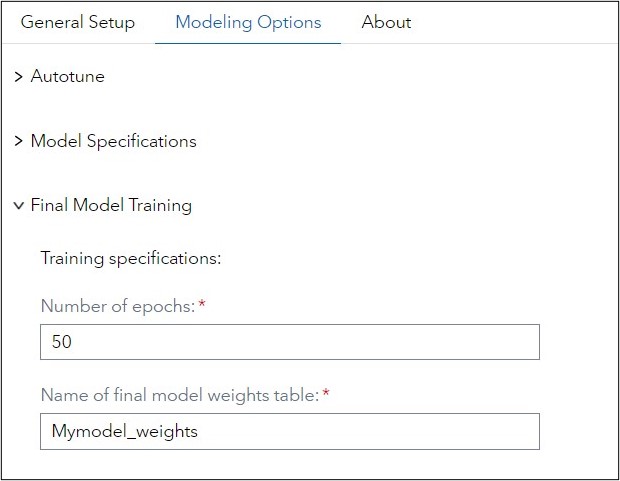 General Setup Modeling Options About
Autotune
Model Specifications
Final Model Training
Training specifications:
Number of epochs:*
50
Name of final model weights table:*
Mymodel_weights